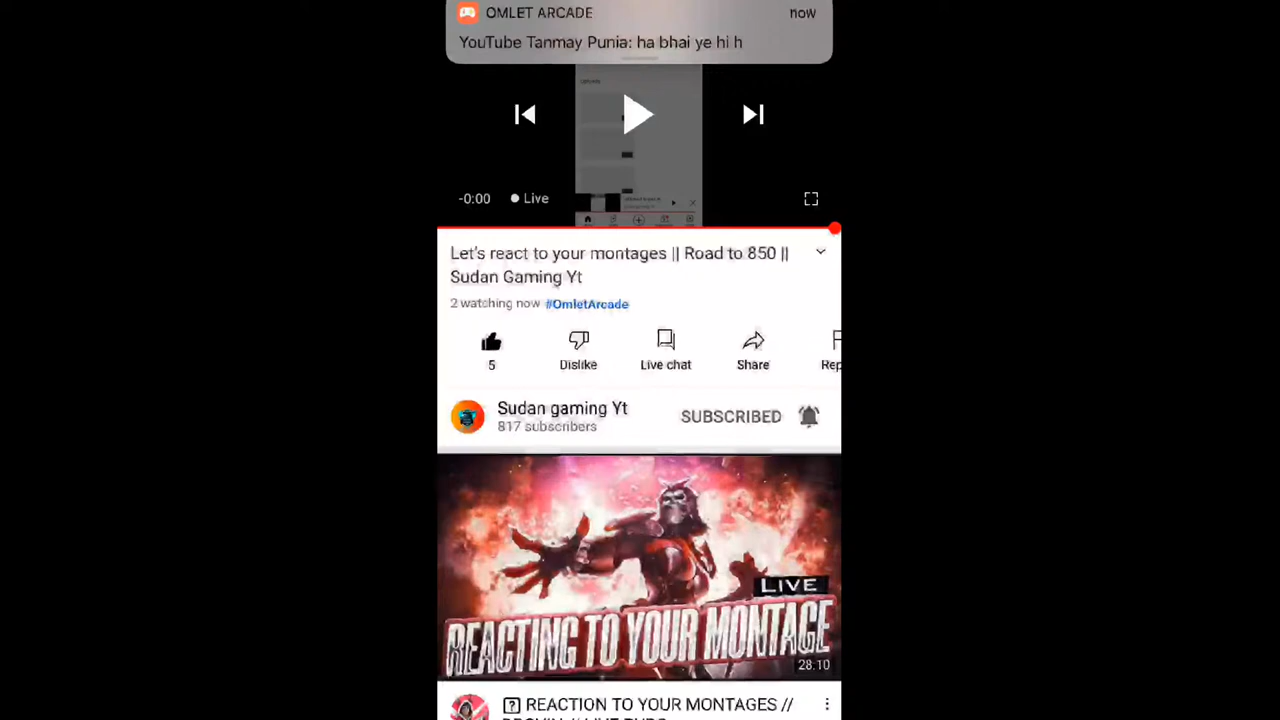 OMLET ARCADE
now
YouTube Tanmay Punia: ha bhai ye hi h
-0:00
Live
Let's react to your montages || Road to 850 ||
Sudan Gaming Yt
2 watching now #OmletArcade
5
Dislike
Live chat
Share
Rep
Sudan gaming Yt
817 subscribers
SUBSCRIBED
LIVE
REACTING TO YOUR MONTAGE
28:10
REACTION TO YOUR MONTAGES //